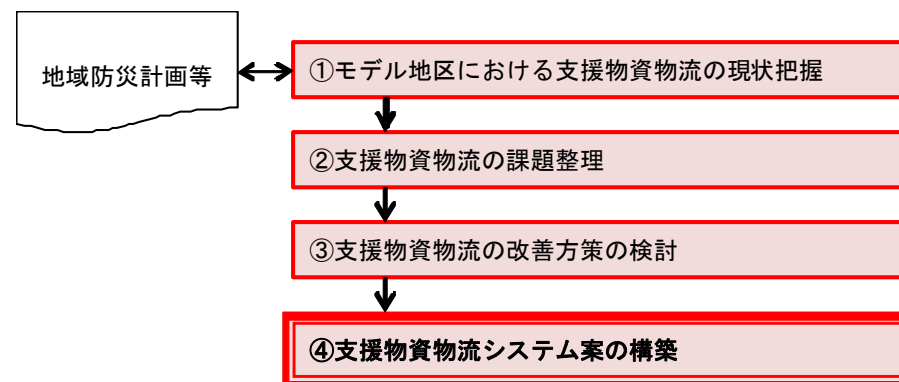 地域防災計画等
①モデル地区における支援物資物流の現状把握
②支援物資物流の課題整理
③支援物資物流の改善方策の検討
④支援物資物流システム案の構築